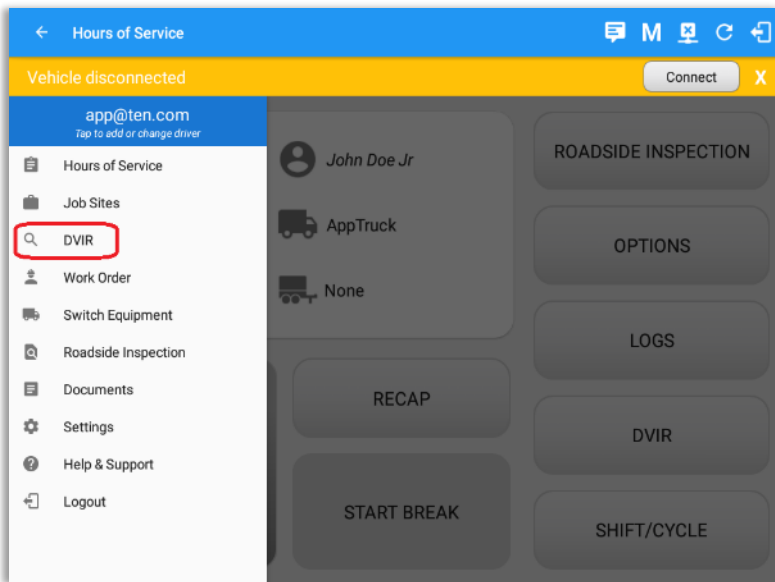 Hours of Service
M
Vehicle disconnected
Connect
X
app@ten.com
Tap to add or change driver
Hours of Service
Job Sites
DVIR
Work Order
Switch Equipment
Roadside Inspection
Documents
Settings
Help & Support
Logout
John Doe Jr
AppTruck
None
RECAP
START BREAK
ROADSIDE INSPECTION
OPTIONS
LOGS
DVIR
SHIFT/CYCLE